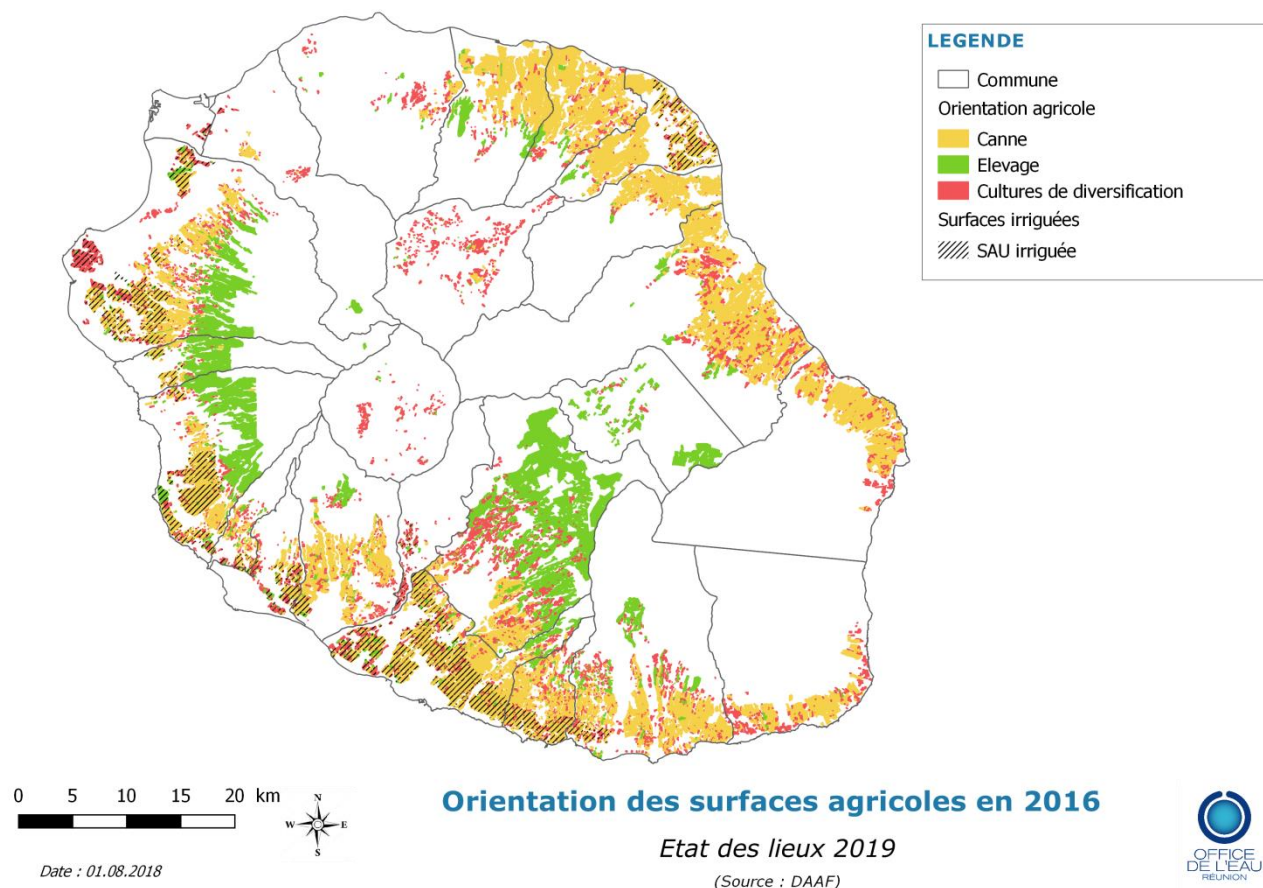 LEGENDE
Commune
Orientation agricole
Canne
Elevage
Cultures de diversification
Surfaces irriguées
SAU irriguée
0 5 10 15 20 km
N
W E
S
Date : 01.08.2018
Orientation des surfaces agricoles en 2016
Etat des lieux 2019
(Source : DAAF)
OFFICE
DE L'EAU
RÉUNION